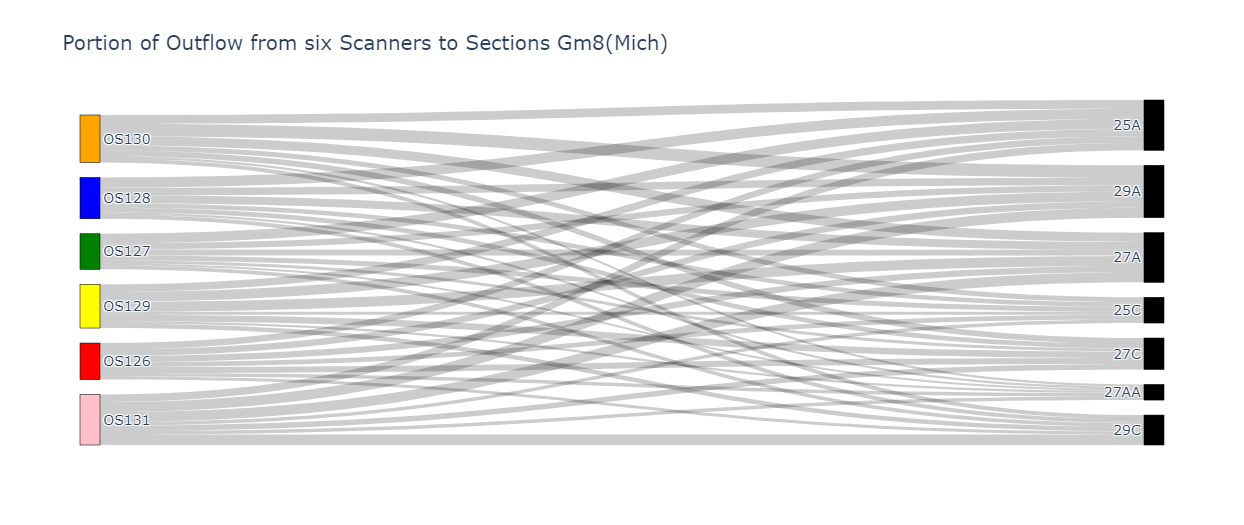 Portion of Outflow from six Scanners to Sections Gm8(Mich)
OS130
OS128
OS127
OS129
OS126
OS131
25A
29A
27A
25C
27C
27AA
29C